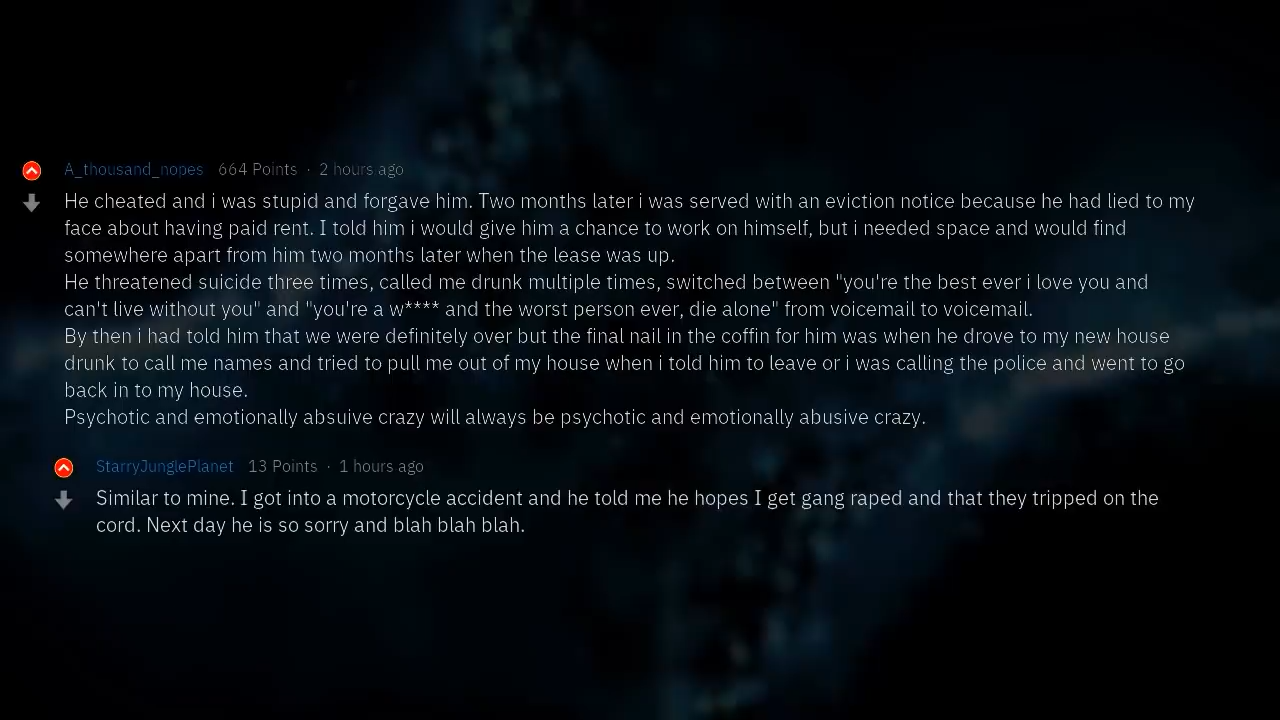 A_thousand_nopes 664 Points · 2 hours ago
He cheated and i was stupid and forgave him. Two months later i was served with an eviction notice because he had lied to my
face about having paid rent. I told him i would give him a chance to work on himself, but i needed space and would find
somewhere apart from him two months later when the lease was up.
He threatened suicide three times, called me drunk multiple times, switched between "you're the best ever i love you and
can't live without you" and "you're a w**** and the worst person ever, die alone" from voicemail to voicemail.
By then i had told him that we were definitely over but the final nail in the coffin for him was when he drove to my new house
drunk to call me names and tried to pull me out of my house when i told him to leave or i was calling the police and went to go
back in to my house.
Psychotic and emotionally absuive crazy will always be psychotic and emotionally abusive crazy.
StarryJunglePlanet 13 Points · 1 hours ago
Similar to mine. I got into a motorcycle accident and he told me he hopes I get gang raped and that they tripped on the
cord. Next day he is so sorry and blah blah blah.